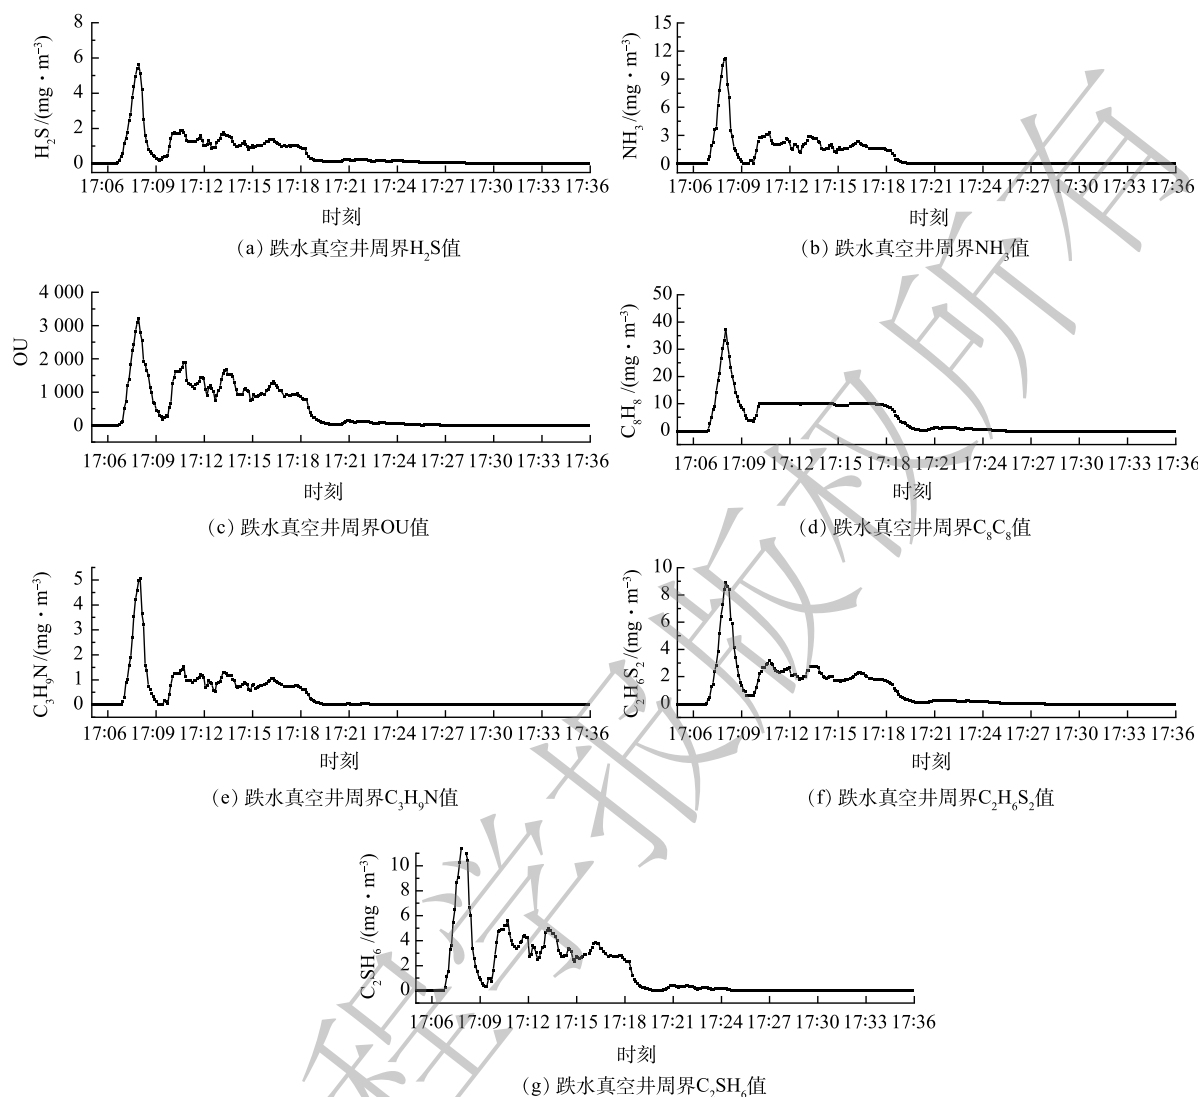 8
6
4
2
0
H₂S/(mg·m⁻³)
17:06 17:09 17:12 17:15 17:18 17:21 17:24 17:27 17:30 17:33 17:36
时刻
(a) 跌水真空井周界H₂S值
15
12
9
6
3
0
NH₃/(mg·m⁻³)
17:06 17:09 17:12 17:15 17:18 17:21 17:24 17:27 17:30 17:33 17:36
时刻
(b) 跌水真空井周界NH₃值
4 000
3 000
2 000
1 000
0
OU
17:06 17:09 17:12 17:15 17:18 17:21 17:24 17:27 17:30 17:33 17:36
时刻
(c) 跌水真空井周界OU值
50
40
30
20
10
0
C₈H₈/(mg·m⁻³)
17:06 17:09 17:12 17:15 17:18 17:21 17:24 17:27 17:30 17:33 17:36
时刻
(d) 跌水真空井周界C₈C₈值
5
4
3
2
1
0
C₃H₉N/(mg·m⁻³)
17:06 17:09 17:12 17:15 17:18 17:21 17:24 17:27 17:30 17:33 17:36
时刻
(e) 跌水真空井周界C₃H₉N值
10
8
6
4
2
0
C₂H₆S₂/(mg·m⁻³)
17:06 17:09 17:12 17:15 17:18 17:21 17:24 17:27 17:30 17:33 17:36
时刻
(f) 跌水真空井周界C₂H₆S₂值
10
8
6
4
2
0
C₂SH₆/(mg·m⁻³)
17:06 17:09 17:12 17:15 17:18 17:21 17:24 17:27 17:30 17:33 17:36
时刻
(g) 跌水真空井周界C₂SH₆值
程学报版权所有